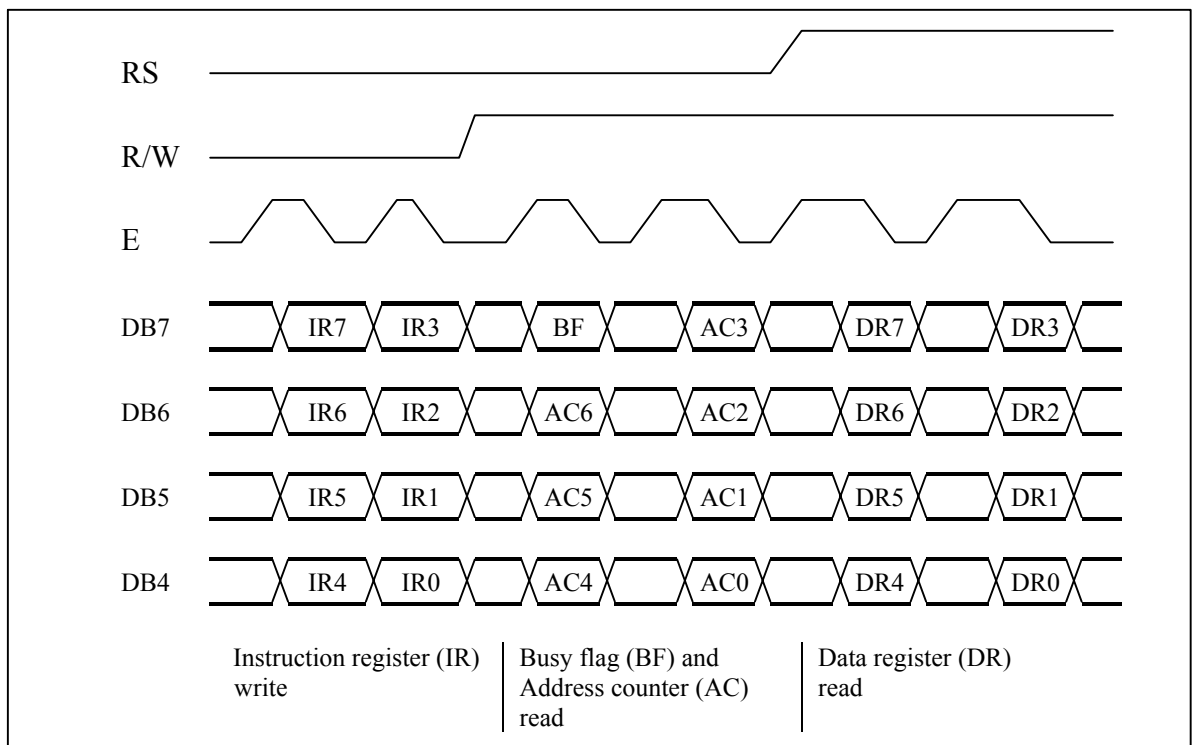 RS
R/W
E
DB7 IR7 IR3 BF AC3 DR7 DR3
DB6 IR6 IR2 AC6 AC2 DR6 DR2
DB5 IR5 IR1 AC5 AC1 DR5 DR1
DB4 IR4 IR0 AC4 AC0 DR4 DR0
Instruction register (IR)
write
Busy flag (BF) and
Address counter (AC)
read
Data register (DR)
read